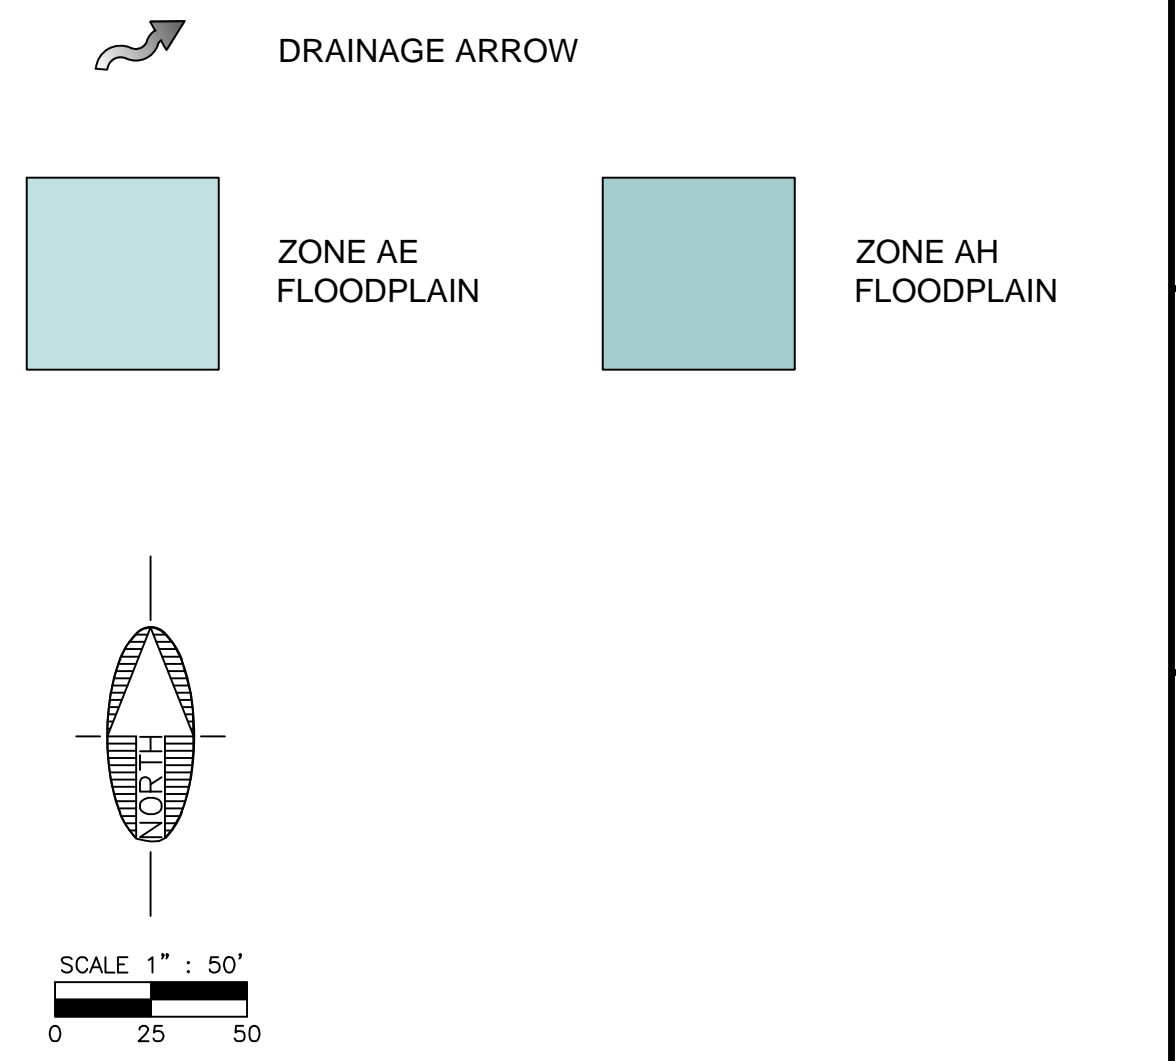 DRAINAGE ARROW
ZONE AE
FLOODPLAIN
ZONE AH
FLOODPLAIN
NORTH
SCALE 1" : 50'
0 25 50